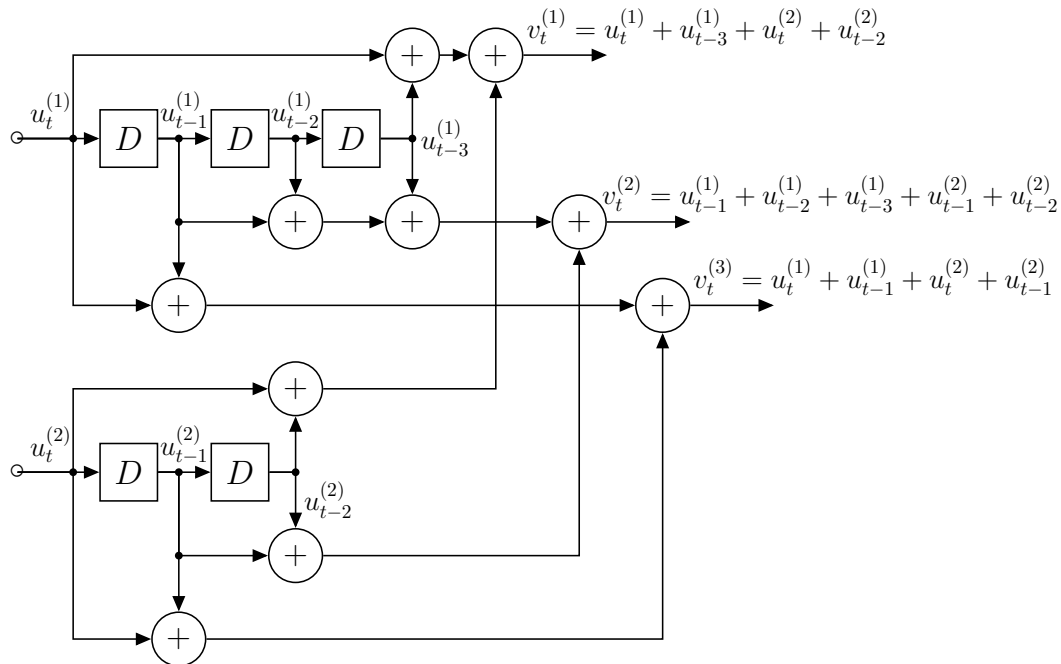 $v_t^{(1)} = u_t^{(1)} + u_{t-3}^{(1)} + u_t^{(2)} + u_{t-2}^{(2)}$
+ +
$u_t^{(1)}$ D $u_{t-1}^{(1)}$ D $u_{t-2}^{(1)}$ D $u_{t-3}^{(1)}$
$v_t^{(2)} = u_{t-1}^{(1)} + u_{t-2}^{(1)} + u_{t-3}^{(1)} + u_{t-1}^{(2)} + u_{t-2}^{(2)}$
+ + +
$v_t^{(3)} = u_t^{(1)} + u_{t-1}^{(1)} + u_t^{(2)} + u_{t-1}^{(2)}$
+ +
+
$u_t^{(2)}$ D $u_{t-1}^{(2)}$ D $u_{t-2}^{(2)}$
+
+